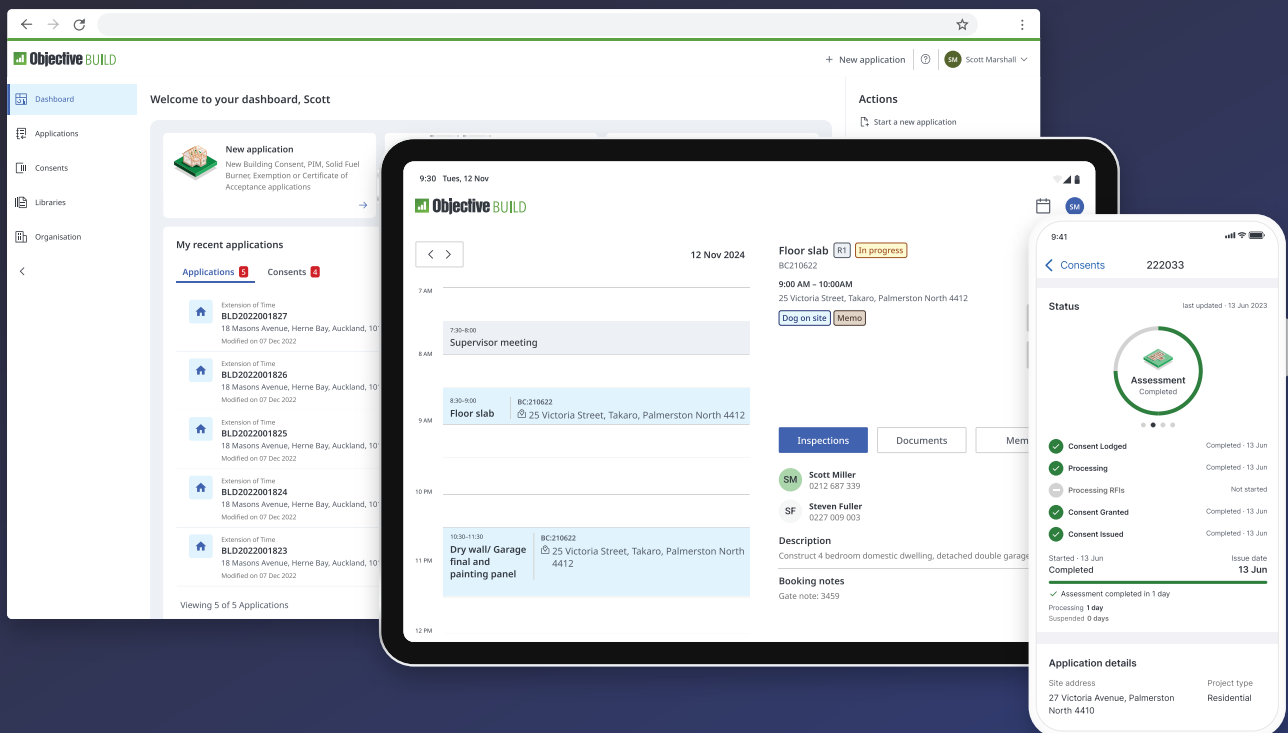 Objective BUILD
+ New application
SM
Scott Marshall
Dashboard
Applications
Consents
Libraries
Organisation
Welcome to your dashboard, Scott
New application
New Building Consent, PIM, Solid Fuel
Burner, Exemption or Certificate of
Acceptance applications
Actions
Start a new application
My recent applications
Applications 5
Consents 4
Extension of Time
BLD2022001827
18 Masons Avenue, Herne Bay, Auckland, 10
Modified on 07 Dec 2022
Extension of Time
BLD2022001826
18 Masons Avenue, Herne Bay, Auckland, 10
Modified on 07 Dec 2022
Extension of Time
BLD2022001825
18 Masons Avenue, Herne Bay, Auckland, 10
Modified on 07 Dec 2022
Extension of Time
BLD2022001824
18 Masons Avenue, Herne Bay, Auckland, 10
Modified on 07 Dec 2022
Extension of Time
BLD2022001823
18 Masons Avenue, Herne Bay, Auckland, 10
Modified on 07 Dec 2022
Viewing 5 of 5 Applications
9:30 Tues, 12 Nov
Objective BUILD
SM
12 Nov 2024
7 AM
7:30–8:00
Supervisor meeting
8 AM
8:30–9:00
Floor slab
BC:210622
25 Victoria Street, Takaro, Palmerston North 4412
9 AM
10 PM
10:30–11:30
Dry wall/ Garage
final and
painting panel
BC:210622
25 Victoria Street, Takaro, Palmerston North
4412
11 PM
12 PM
Floor slab R1 In progress
BC210622
9:00 AM – 10:00AM
25 Victoria Street, Takaro, Palmerston North 4412
Dog on site Memo
Inspections
Documents
Mem
SM
Scott Miller
0212 687 339
SF
Steven Fuller
0227 009 003
Description
Construct 4 bedroom domestic dwelling, detached double garage
Booking notes
Gate note: 3459
9:41
Consents
222033
Status
last updated · 13 Jun 2023
Assessment
Completed
Consent Lodged
Completed · 13 Jun
Processing
Completed · 13 Jun
Processing RFIs
Not started
Consent Granted
Completed · 13 Jun
Consent Issued
Completed · 13 Jun
Started · 13 Jun
Issue date
Completed
13 Jun
Assessment completed in 1 day
Processing 1 day
Suspended 0 days
Application details
Site address
Project type
27 Victoria Avenue, Palmerston
North 4410
Residential